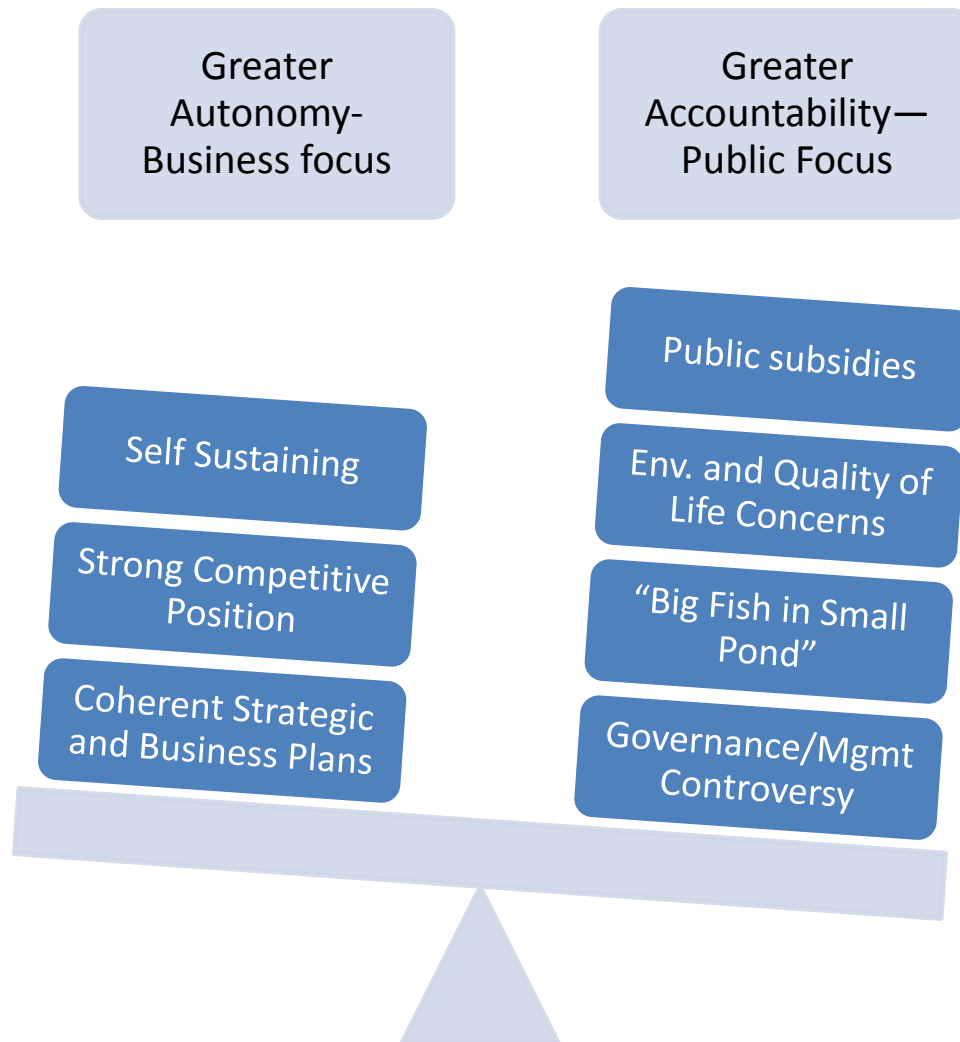 Greater
Autonomy-
Business focus
Greater
Accountability—
Public Focus
Self Sustaining
Strong Competitive
Position
Coherent Strategic
and Business Plans
Public subsidies
Env. and Quality of
Life Concerns
“Big Fish in Small
Pond”
Governance/Mgmt
Controversy